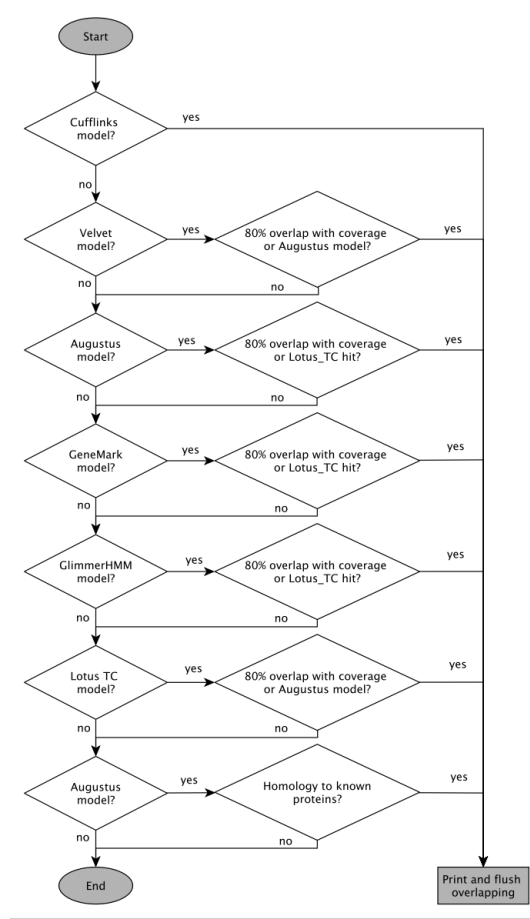 Start
Cufflinks
model?
yes
no
Velvet
model?
yes
80% overlap with coverage
or Augustus model?
yes
no
no
Augustus
model?
yes
80% overlap with coverage
or Lotus_TC hit?
yes
no
no
GeneMark
model?
yes
80% overlap with coverage
or Lotus_TC hit?
yes
no
no
GlimmerHMM
model?
yes
80% overlap with coverage
or Lotus_TC hit?
yes
no
no
Lotus TC
model?
yes
80% overlap with coverage
or Augustus model?
yes
no
no
Augustus
model?
yes
Homology to known
proteins?
yes
no
no
End
Print and flush
overlapping